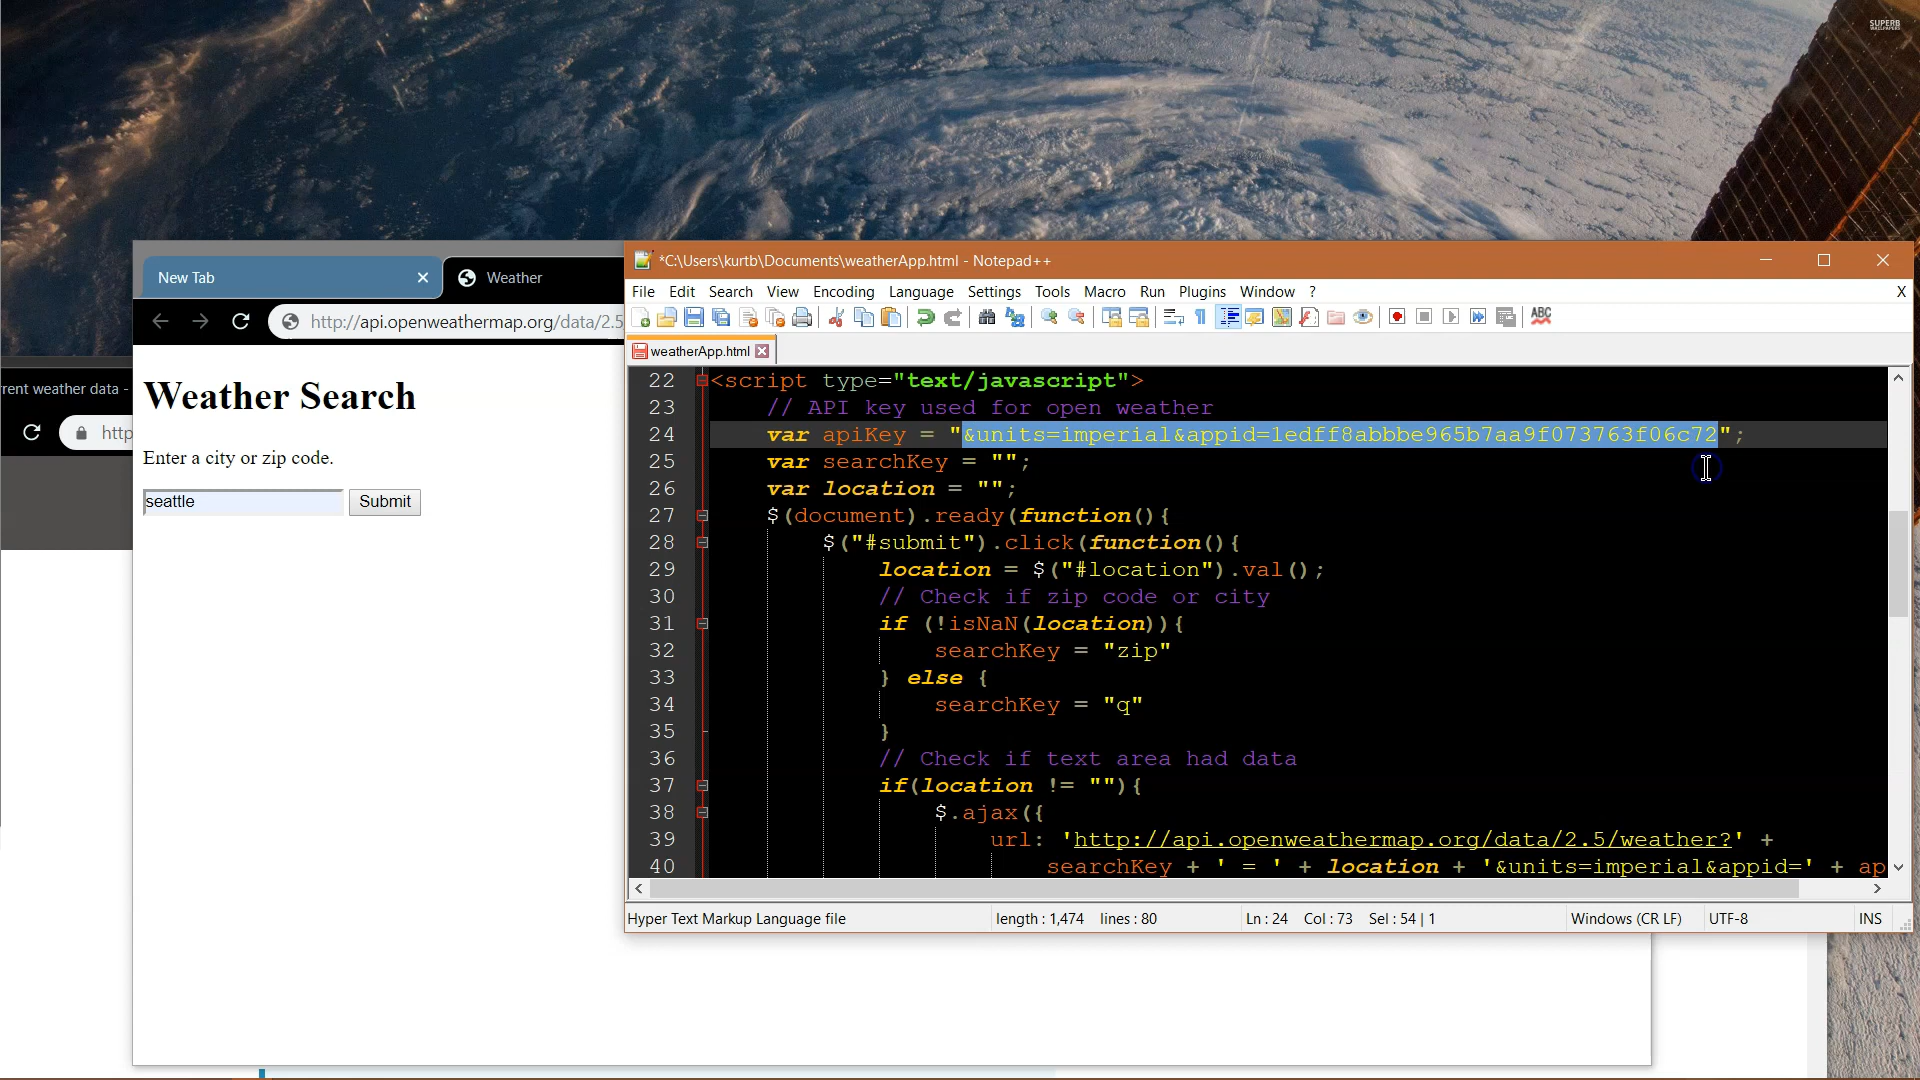 SUPERB
WALLPAPERS
New Tab
Weather
http://api.openweathermap.org/data/2.5
rent weather data -
http
Weather Search
Enter a city or zip code.
seattle
Submit
*C:\Users\kurtb\Documents\weatherApp.html - Notepad++
File Edit Search View Encoding Language Settings Tools Macro Run Plugins Window ? X
ABC
weatherApp.html
22 <script type="text/javascript">
23 // API key used for open weather
24 var apiKey = "&units=imperial&appid=1edff8abbbe965b7aa9f073763f06c72";
25 var searchKey = "";
26 var location = "";
27 $(document).ready(function(){
28 $("#submit").click(function(){
29 location = $("#location").val();
30 // Check if zip code or city
31 if (!isNaN(location)){
32 searchKey = "zip"
33 } else {
34 searchKey = "q"
35 }
36 // Check if text area had data
37 if(location != ""){
38 $.ajax({
39 url: 'http://api.openweathermap.org/data/2.5/weather?' +
40 searchKey + ' = ' + location + '&units=imperial&appid=' + ap
Hyper Text Markup Language file length : 1,474 lines : 80 Ln : 24 Col : 73 Sel : 54 | 1 Windows (CR LF) UTF-8 INS